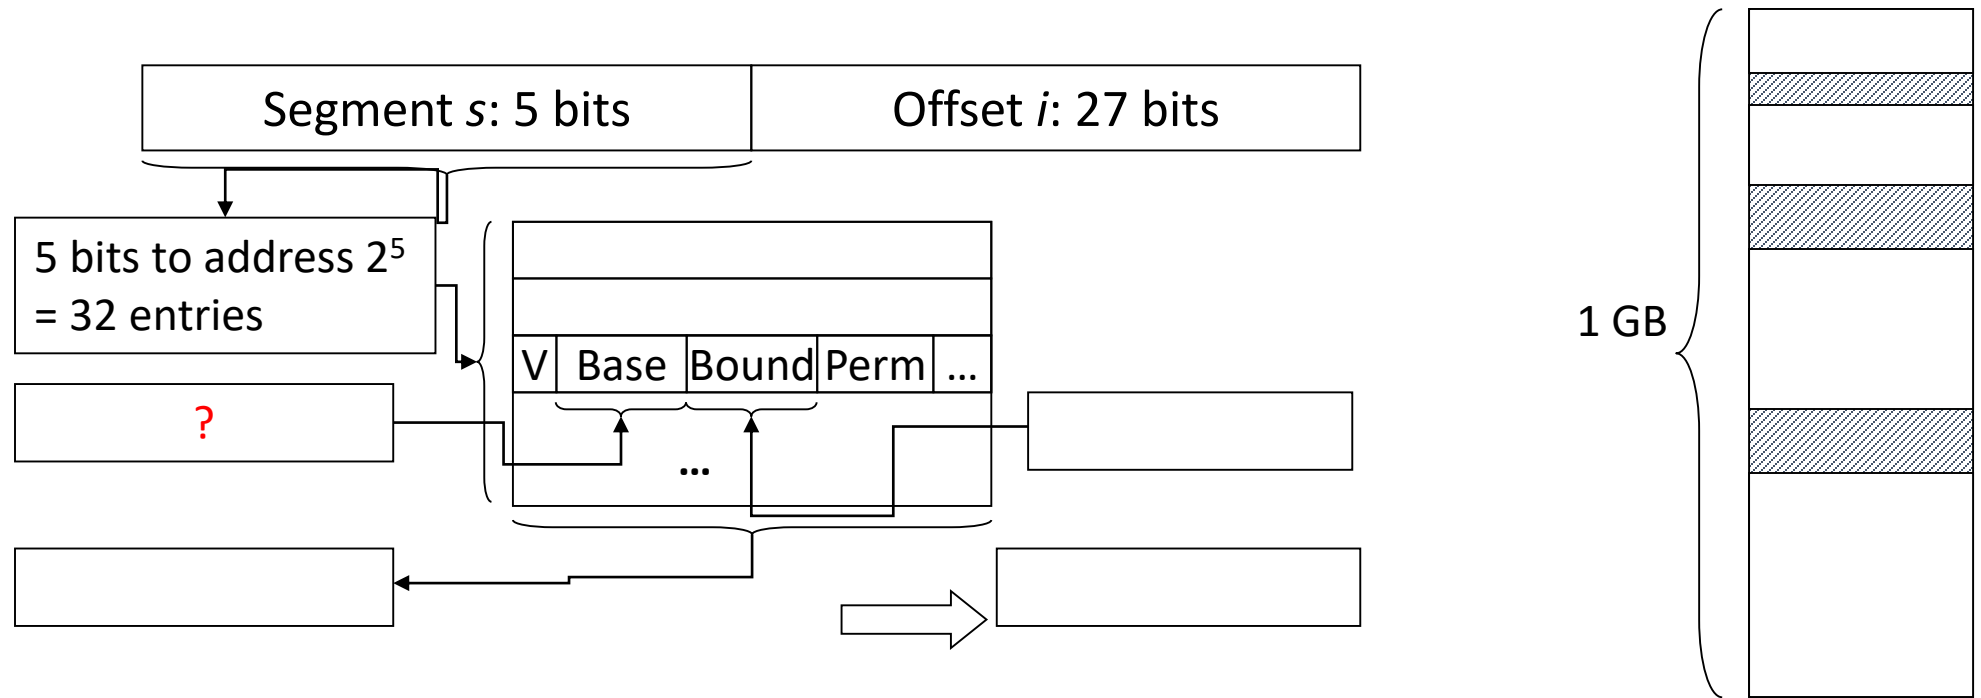 Segment s: 5 bits
Offset i: 27 bits
5 bits to address 2⁵
= 32 entries
1 GB
V
Base
Bound
Perm
...
?
...